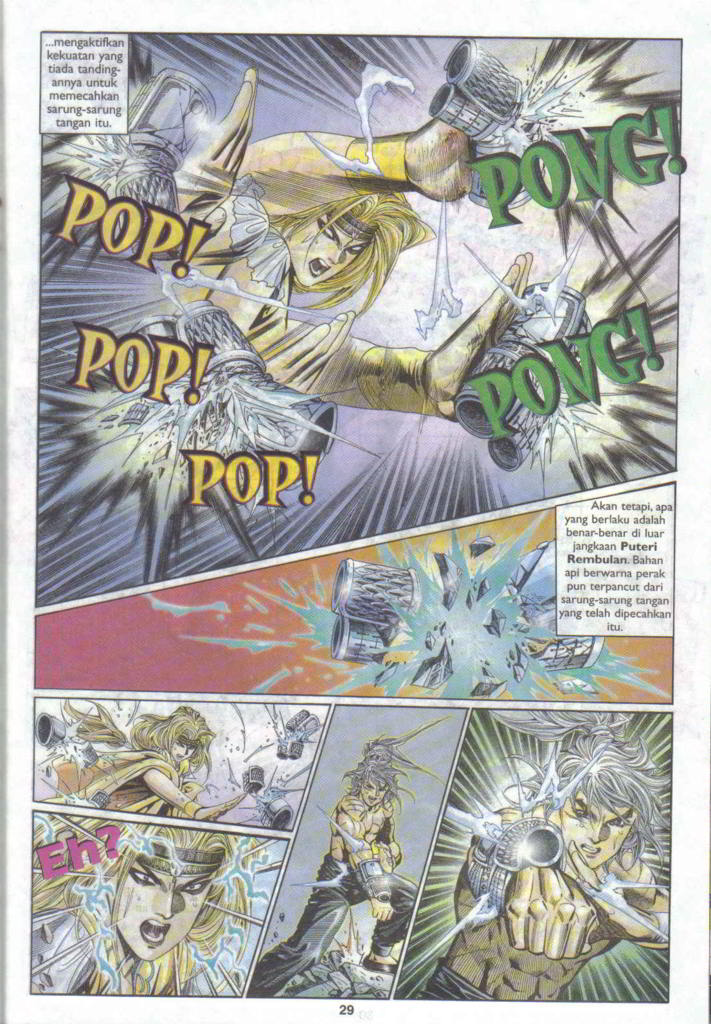 ...mengaktifkan
kekuatan yang
tiada tanding-
annya untuk
memecahkan
sarung-sarung
tangan itu.
PONG!
POP!
POP!
PONG!
POP!
Akan tetapi, apa
yang berlaku adalah
benar-benar di luar
jangkaan Puteri
Rembulan. Bahan
api berwarna perak
pun terpancut dari
sarung-sarung tangan
yang telah dipecahkan
itu.
Eh?
29